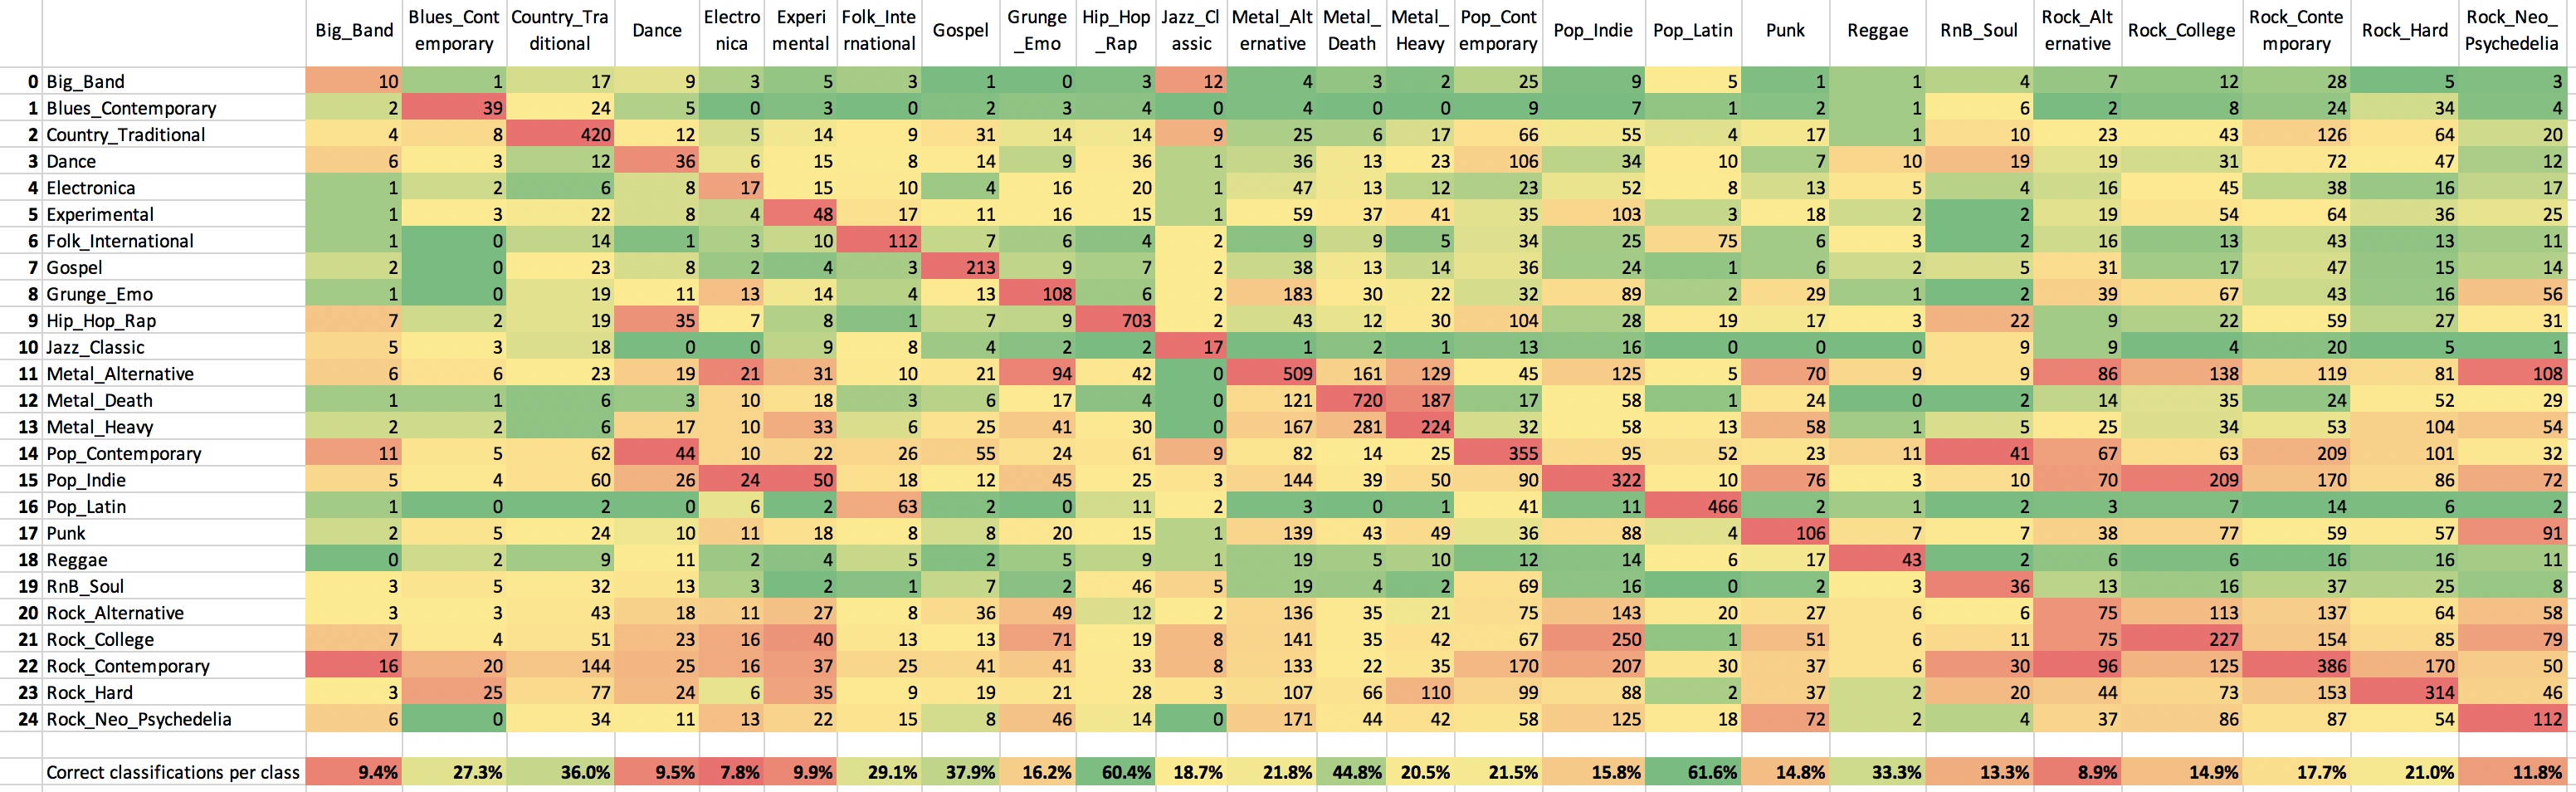 Big_Band Blues_Cont Country_Tra Dance Electro Experi Folk_Inte Gospel Grunge Hip_Hop Jazz_Cl Metal_Alt Metal_ Metal_ Pop_Cont Pop_Indie Pop_Latin Punk Reggae RnB_Soul Rock_Alt Rock_College Rock_Conte Rock_Hard Rock_Neo_
emporary ditional nica mental rnational _Emo _Rap assic ernative Death Heavy emporary ernative mporary Psychedelia
0 Big_Band 10 1 17 9 3 5 3 1 0 3 12 4 3 2 25 9 5 1 1 4 7 12 28 5 3
1 Blues_Contemporary 2 39 24 5 0 3 0 2 3 4 0 4 0 0 9 7 1 2 1 6 2 8 24 34 4
2 Country_Traditional 4 8 420 12 5 14 9 31 14 14 9 25 6 17 66 55 4 17 1 10 23 43 126 64 20
3 Dance 6 3 12 36 6 15 8 14 9 36 1 36 13 23 106 34 10 7 10 19 19 31 72 47 12
4 Electronica 1 2 6 8 17 15 10 4 16 20 1 47 13 12 23 52 8 13 5 4 16 45 38 16 17
5 Experimental 1 3 22 8 4 48 17 11 16 15 1 59 37 41 35 103 3 18 2 2 19 54 64 36 25
6 Folk_International 1 0 14 1 3 10 112 7 6 4 2 9 9 5 34 25 75 6 3 2 16 13 43 13 11
7 Gospel 2 0 23 8 2 4 3 213 9 7 2 38 13 14 36 24 1 6 2 5 31 17 47 15 14
8 Grunge_Emo 1 0 19 11 13 14 4 13 108 6 2 183 30 22 32 89 2 29 1 2 39 67 43 16 56
9 Hip_Hop_Rap 7 2 19 35 7 8 1 7 9 703 2 43 12 30 104 28 19 17 3 22 9 22 59 27 31
10 Jazz_Classic 5 3 18 0 0 9 8 4 2 2 17 1 2 1 13 16 0 0 0 9 9 4 20 5 1
11 Metal_Alternative 6 6 23 19 21 31 10 21 94 42 0 509 161 129 45 125 5 70 9 9 86 138 119 81 108
12 Metal_Death 1 1 6 3 10 18 3 6 17 4 0 121 720 187 17 58 1 24 0 2 14 35 24 52 29
13 Metal_Heavy 2 2 6 17 10 33 6 25 41 30 0 167 281 224 32 58 13 58 1 5 25 34 53 104 54
14 Pop_Contemporary 11 5 62 44 10 22 26 55 24 61 9 82 14 25 355 95 52 23 11 41 67 63 209 101 32
15 Pop_Indie 5 4 60 26 24 50 18 12 45 25 3 144 39 50 90 322 10 76 3 10 70 209 170 86 72
16 Pop_Latin 1 0 2 0 6 2 63 2 0 11 2 3 0 1 41 11 466 2 1 2 3 7 14 6 2
17 Punk 2 5 24 10 11 18 8 8 20 15 1 139 43 49 36 88 4 106 7 7 38 77 59 57 91
18 Reggae 0 2 9 11 2 4 5 2 5 9 1 19 5 10 12 14 6 17 43 2 6 6 16 16 11
19 RnB_Soul 3 5 32 13 3 2 1 7 2 46 5 19 4 2 69 16 0 2 3 36 13 16 37 25 8
20 Rock_Alternative 3 3 43 18 11 27 8 36 49 12 2 136 35 21 75 143 20 27 6 6 75 113 137 64 58
21 Rock_College 7 4 51 23 16 40 13 13 71 19 8 141 35 42 67 250 1 51 6 11 75 227 154 85 79
22 Rock_Contemporary 16 20 144 25 16 37 25 41 41 33 8 133 22 35 170 207 30 37 6 30 96 125 386 170 50
23 Rock_Hard 3 25 77 24 6 35 9 19 21 28 3 107 66 110 99 88 2 37 2 20 44 73 153 314 46
24 Rock_Neo_Psychedelia 6 0 34 11 13 22 15 8 46 14 0 171 44 42 58 125 18 72 2 4 37 86 87 54 112
Correct classifications per class 9.4% 27.3% 36.0% 9.5% 7.8% 9.9% 29.1% 37.9% 16.2% 60.4% 18.7% 21.8% 44.8% 20.5% 21.5% 15.8% 61.6% 14.8% 33.3% 13.3% 8.9% 14.9% 17.7% 21.0% 11.8%